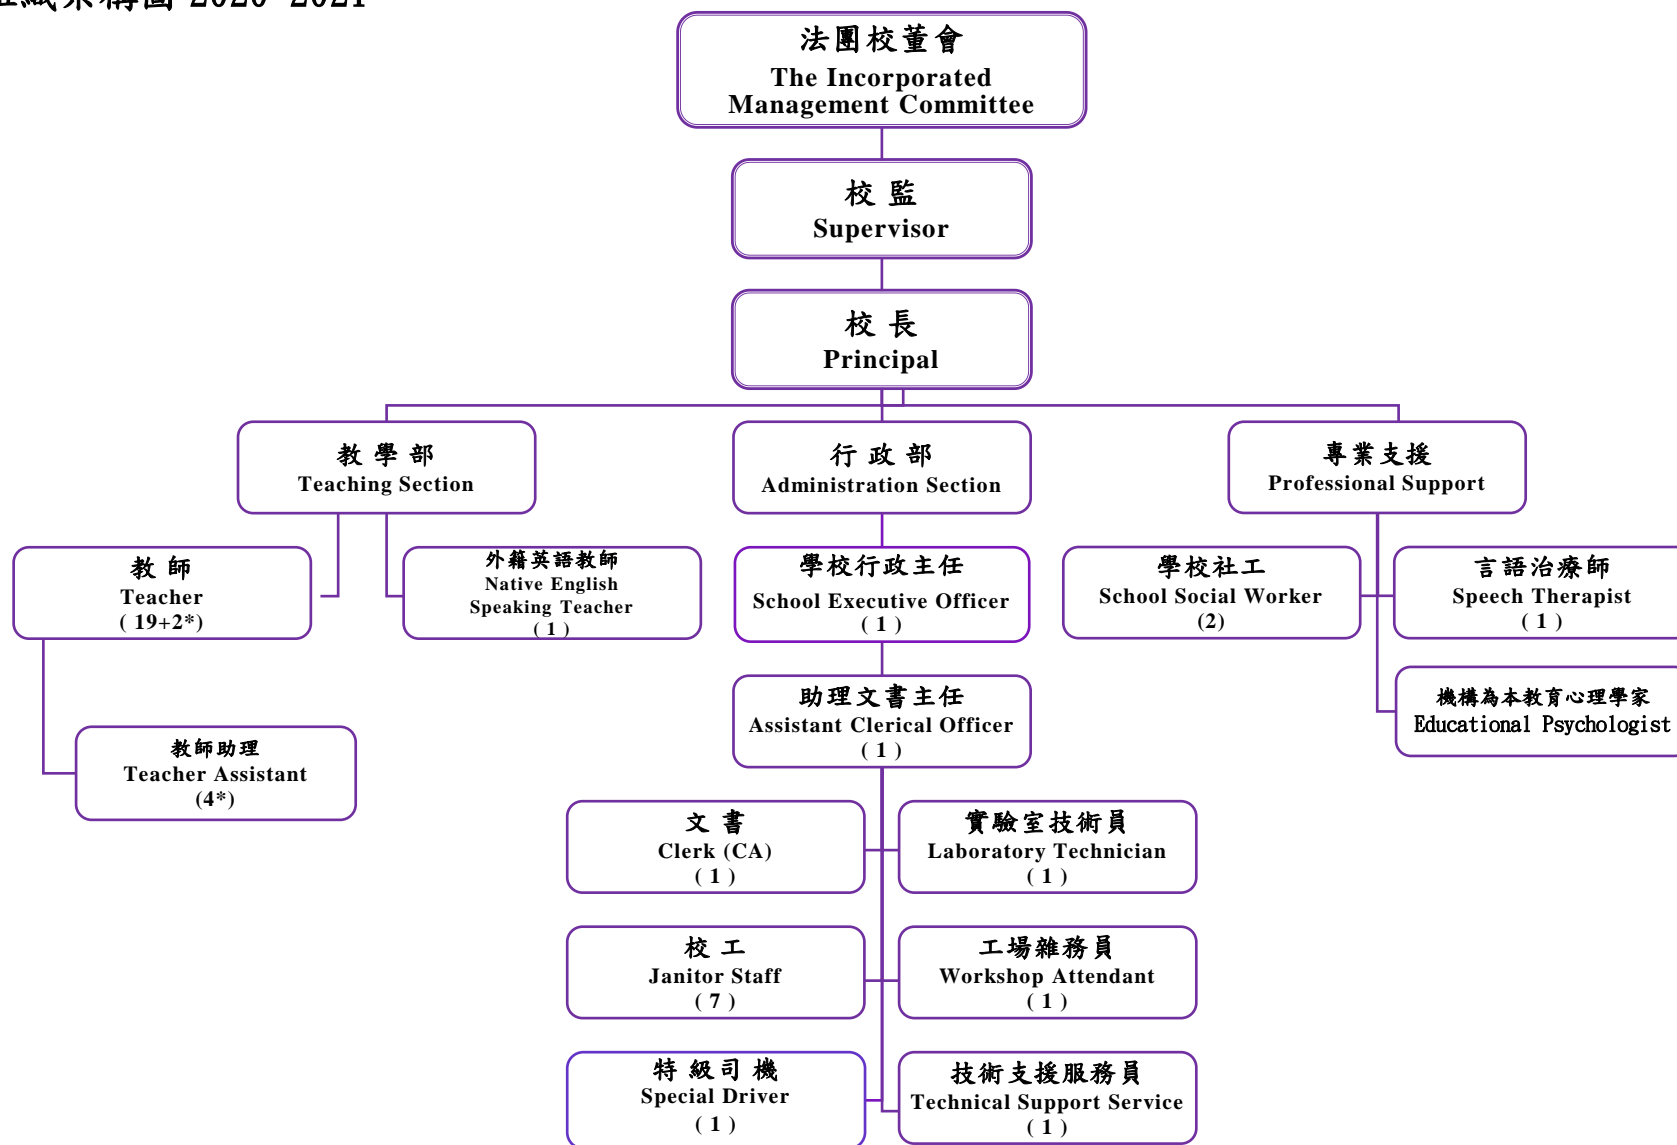 組織架構圖 2020-2021
法團校董會
The Incorporated
Management Committee
校 監
Supervisor
校 長
Principal
教 學 部
Teaching Section
行 政 部
Administration Section
專業支援
Professional Support
教 師
Teacher
( 19+2*)
外籍英語教師
Native English
Speaking Teacher
( 1 )
學校行政主任
School Executive Officer
( 1 )
學校社工
School Social Worker
(2)
言語治療師
Speech Therapist
( 1 )
助理文書主任
Assistant Clerical Officer
( 1 )
機構為本教育心理學家
Educational Psychologist
教師助理
Teacher Assistant
(4*)
文 書
Clerk (CA)
( 1 )
實驗室技術員
Laboratory Technician
( 1 )
校 工
Janitor Staff
( 7 )
工場雜務員
Workshop Attendant
( 1 )
特 級 司 機
Special Driver
( 1 )
技術支援服務員
Technical Support Service
( 1 )